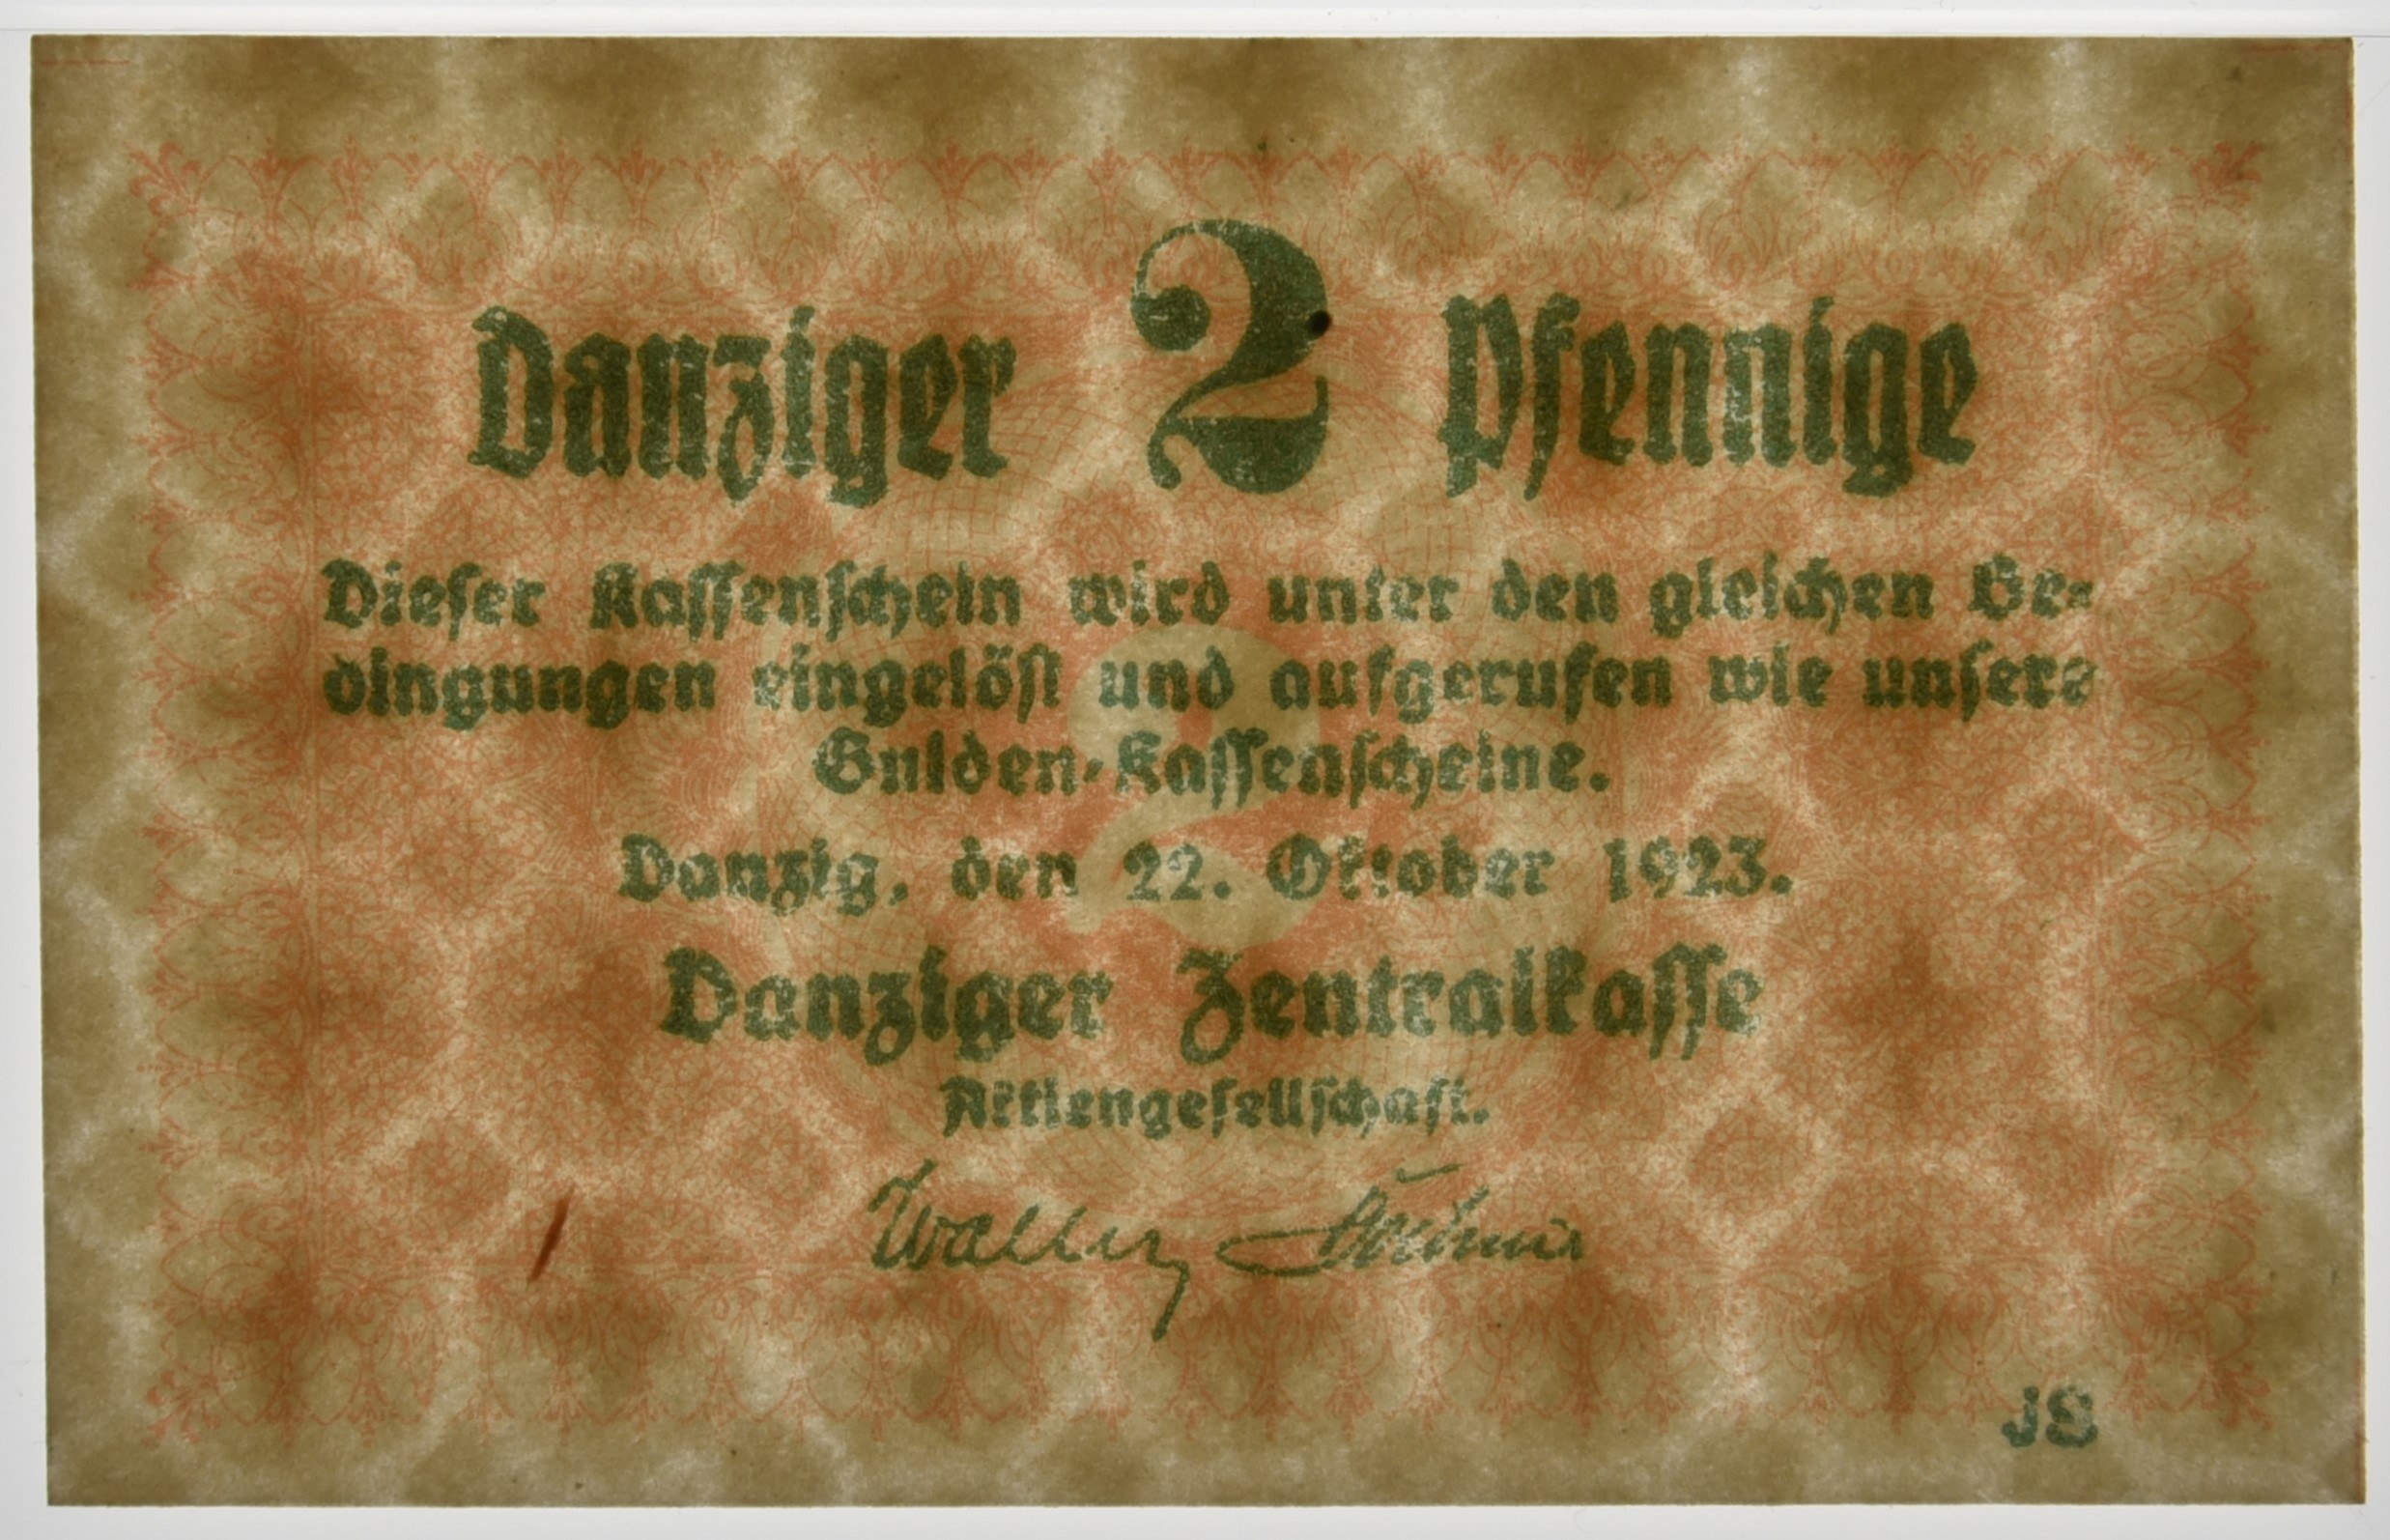 Danziger 2 Pfennige
Dieser Kassenschein wird unter den gleichen Be-
dingungen eingelöst und aufgerufen wie unsere
Gulden-Kassenscheine.
Danzig, den 22. Oktober 1923.
Danziger Zentralkasse
Aktiengesellschaft.
2
JS